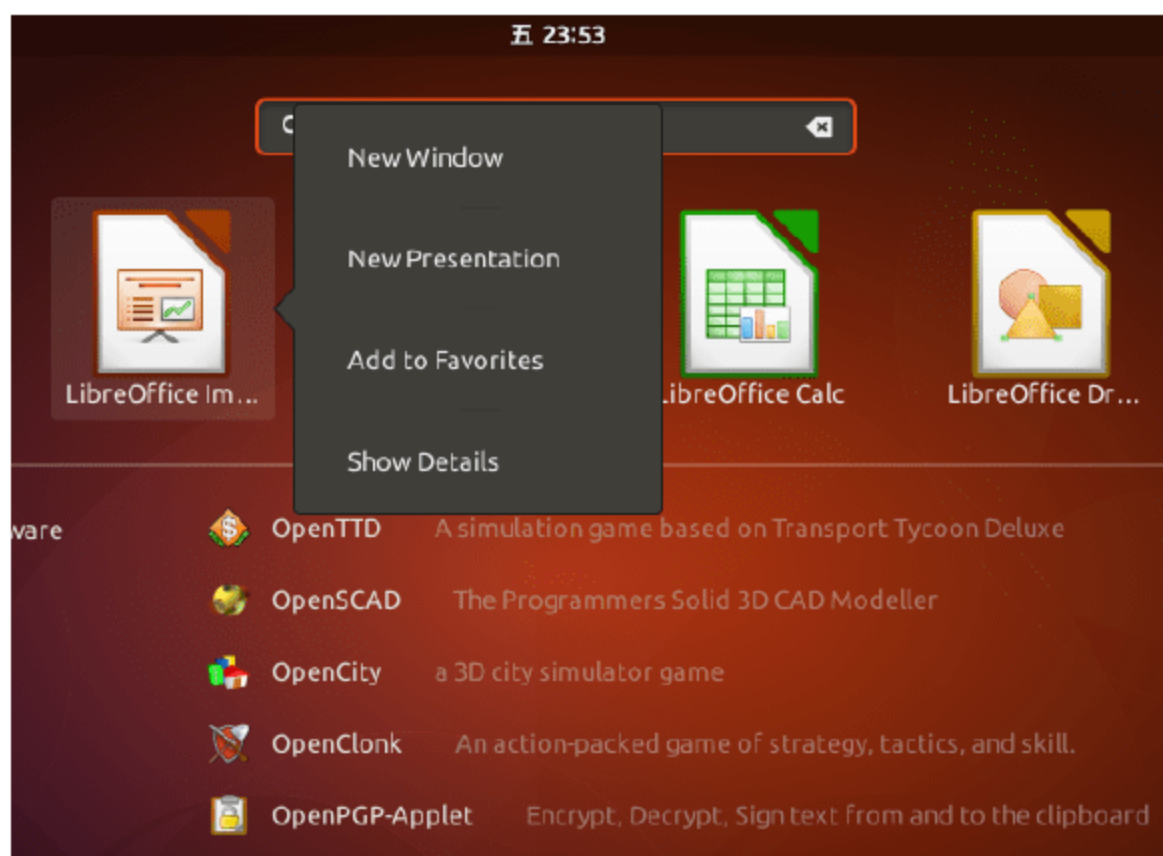 五 23:53
New Window
New Presentation
Add to Favorites
Show Details
LibreOffice Im...
ibreOffice Calc
LibreOffice Dr...
ware
OpenTTD A simulation game based on Transport Tycoon Deluxe
OpenSCAD The Programmers Solid 3D CAD Modeller
OpenCity a 3D city simulator game
OpenClonk An action-packed game of strategy, tactics, and skill.
OpenPGP-Applet Encrypt, Decrypt, Sign text from and to the clipboard